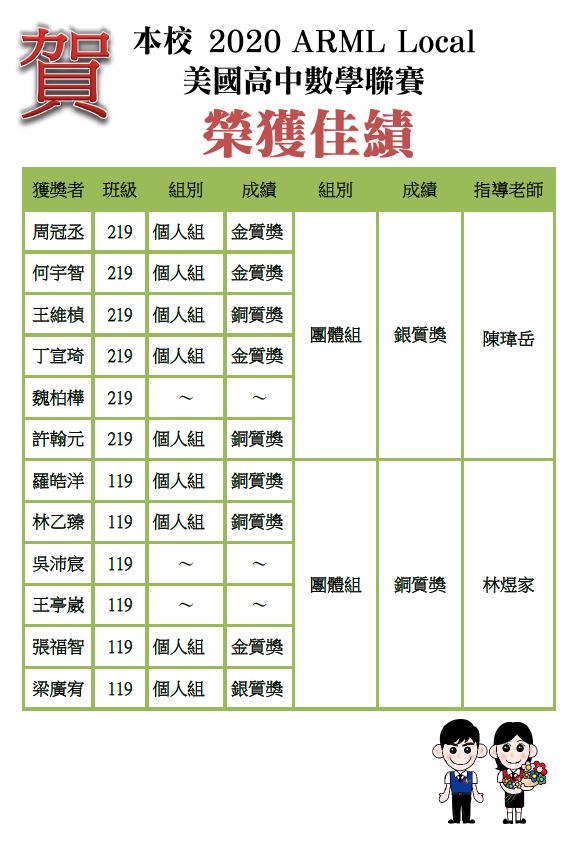 賀
本校 2020 ARML Local
美國高中數學聯賽
榮獲佳績
獲獎者 班級 組別 成績 組別 成績 指導老師
周冠丞 219 個人組 金質獎
何宇智 219 個人組 金質獎
王維楨 219 個人組 銅質獎
丁宣琦 219 個人組 金質獎
團體組 銀質獎 陳瑋岳
魏柏樺 219 ~ ~
許翰元 219 個人組 銅質獎
羅皓洋 119 個人組 銅質獎
林乙臻 119 個人組 銅質獎
吳沛宸 119 ~ ~
團體組 銅質獎 林煜家
王亭崴 119 ~ ~
張福智 119 個人組 金質獎
梁廣宥 119 個人組 銀質獎